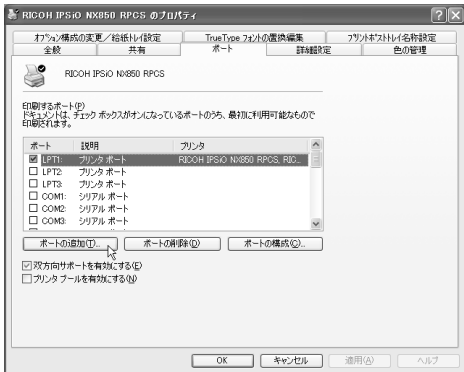 RICOH IPSiO NX850 RPCS のプロパティ
オプション構成の変更／給紙トレイ設定 TrueType フォントの置換編集 プリントポストトレイ名称設定
全般 共有 ポート 詳細設定 色の管理
RICOH IPSiO NX850 RPCS
印刷するポート(P)
ドキュメントは、チェック ボックスがオンになっているポートのうち、最初に利用可能なもので
印刷されます。
ポート 説明 プリンタ
LPT1: プリンタ ポート RICOH IPSiO NX850 RPCS, RIC...
LPT2: プリンタ ポート
LPT3: プリンタ ポート
COM1: シリアル ポート
COM2: シリアル ポート
COM3: シリアル ポート
ポートの追加(T)... ポートの削除(D) ポートの構成(C)...
双方向サポートを有効にする(E)
プリンタ プールを有効にする(N)
OK キャンセル 適用(A) ヘルプ